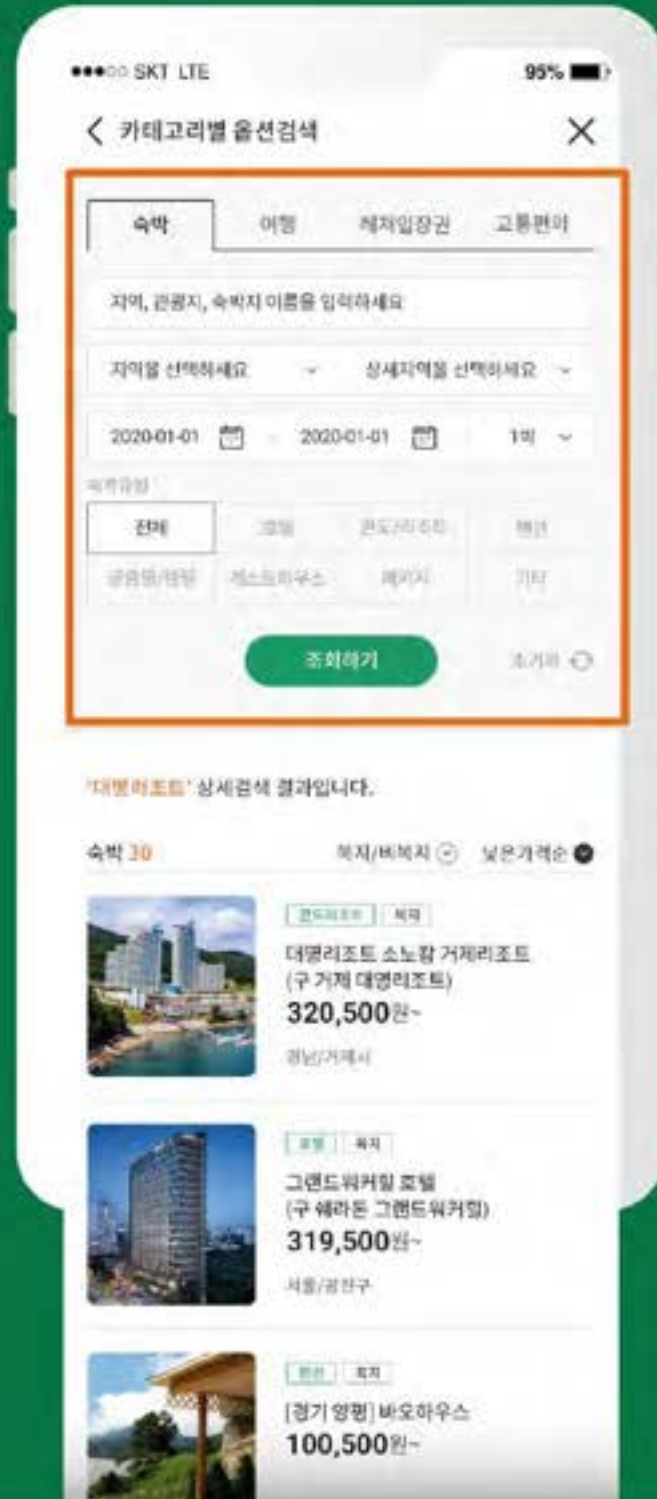 SKT LTE 95%
카테고리별 옵션검색
숙박 여행 레저입장권 교통편의
지역, 관광지, 숙박지 이름을 입력하세요
지역을 선택하세요 상세지역을 선택하세요
2020-01-01 - 2020-01-01 1박
숙박유형
전체 호텔 콘도/리조트 펜션
게스트하우스 패키지 기타
조회하기 초기화
'대명리조트' 상세검색 결과입니다.
숙박 30 복지/비복지 낮은가격순
콘도리조트 복지
대명리조트 소노캄 거제리조트
(구 거제 대명리조트)
320,500원~
경남/거제시
호텔 복지
그랜드워커힐 호텔
(구 쉐라톤 그랜드워커힐)
319,500원~
서울/광진구
펜션 복지
[경기 양평] 바오하우스
100,500원~